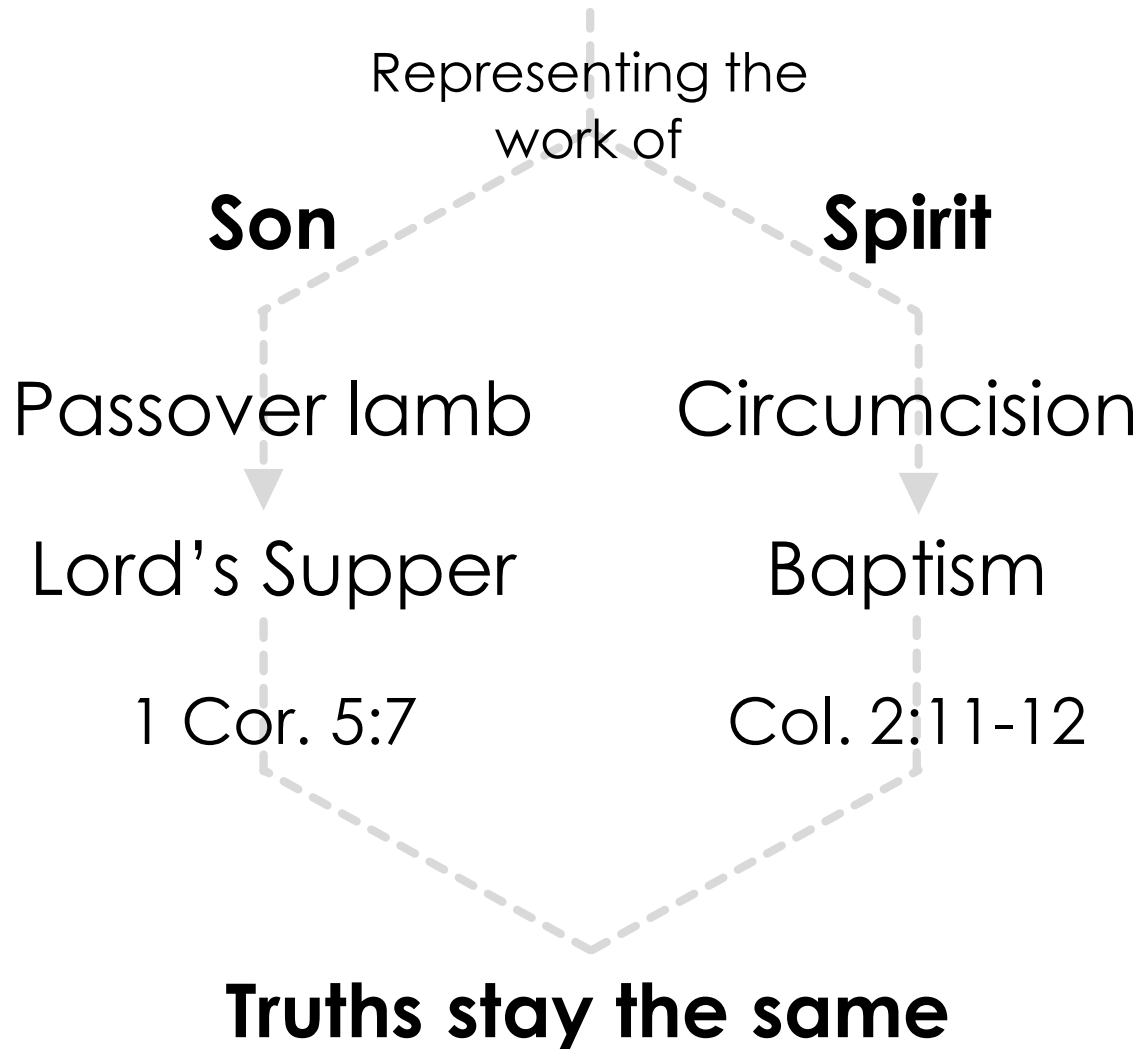 Representing the
work of
Son
Spirit
Passover lamb
Circumcision
Lord’s Supper
Baptism
1 Cor. 5:7
Col. 2:11-12
Truths stay the same